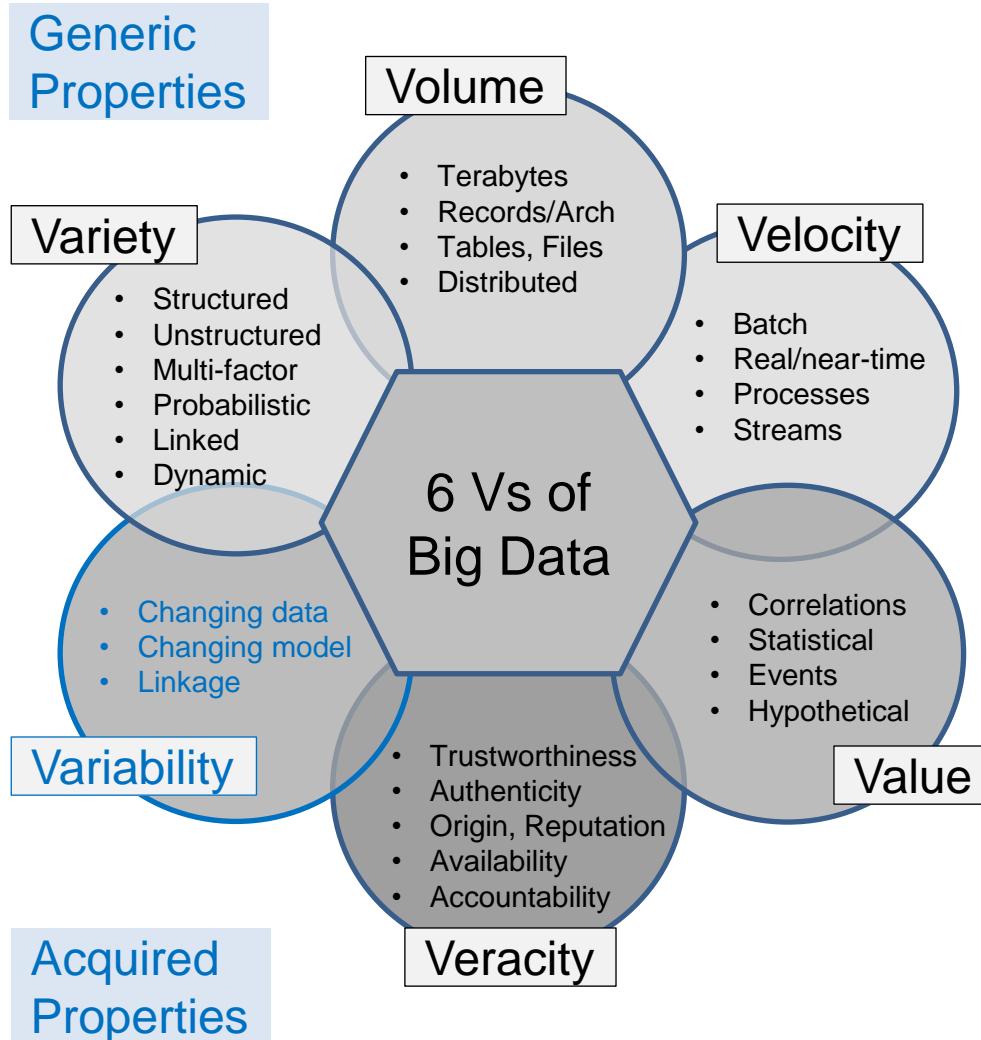 Generic
Properties
Volume
• Terabytes
• Records/Arch
• Tables, Files
• Distributed
Variety
• Structured
• Unstructured
• Multi-factor
• Probabilistic
• Linked
• Dynamic
Velocity
• Batch
• Real/near-time
• Processes
• Streams
6 Vs of
Big Data
• Changing data
• Changing model
• Linkage
Variability
• Correlations
• Statistical
• Events
• Hypothetical
Value
• Trustworthiness
• Authenticity
• Origin, Reputation
• Availability
• Accountability
Veracity
Acquired
Properties